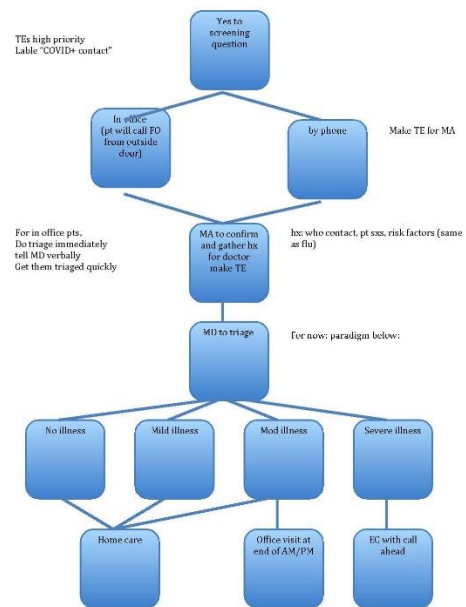 Yes to
screening
question
TEs high priority
Lable "COVID+ contact"
In office
(pt will call FO
from outside
door)
by phone
Make TE for MA
For in office pts,
Do triage immediately
tell MD verbally
Get them triaged quickly
MA to confirm
and gather hx
for doctor
make TE
hx: who contact, pt sxs, risk factors (same
as flu)
MD to triage
For now: paradigm below:
No illness
Mild illness
Mod illness
Severe illness
Home care
Office visit at
end of AM/PM
EC with call
ahead